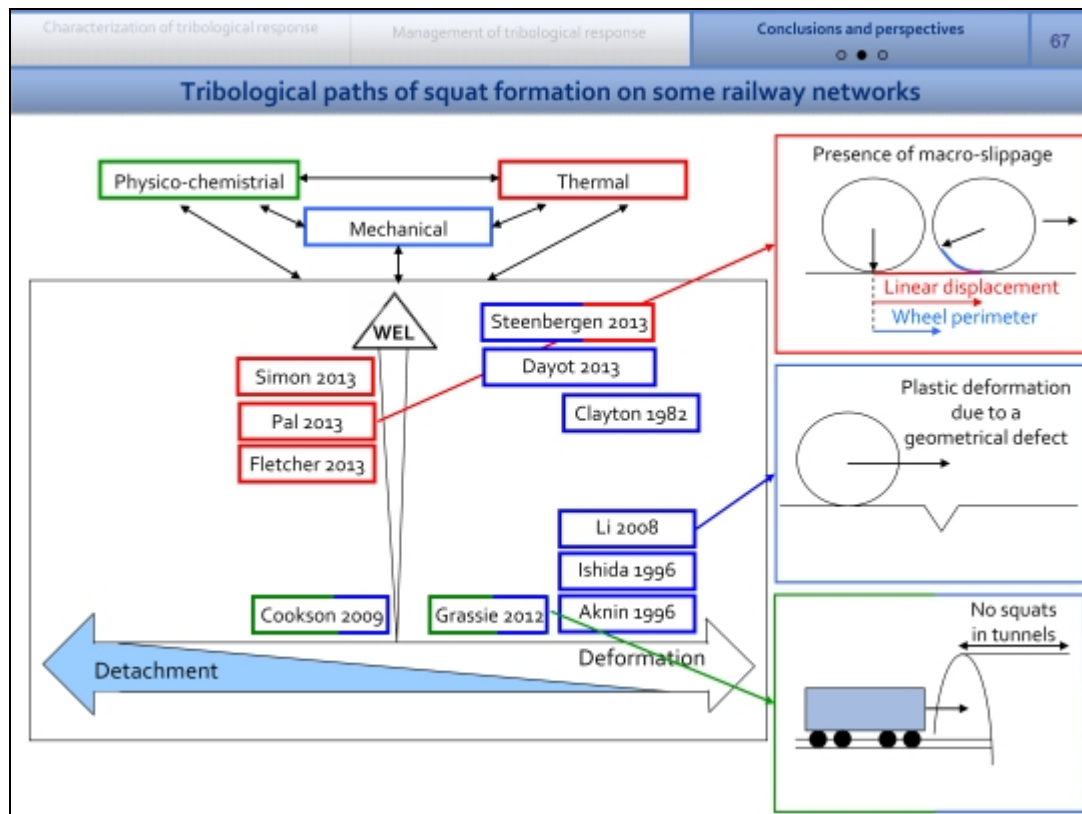 Characterization of tribological response
Management of tribological response
Conclusions and perspectives
67
Tribological paths of squat formation on some railway networks
Physico-chemistrial
Thermal
Mechanical
WEL
Steenbergen 2013
Dayot 2013
Simon 2013
Pal 2013
Fletcher 2013
Clayton 1982
Li 2008
Ishida 1996
Aknin 1996
Cookson 2009
Grassie 2012
Detachment
Deformation
Presence of macro-slippage
Linear displacement
Wheel perimeter
Plastic deformation
due to a
geometrical defect
No squats
in tunnels